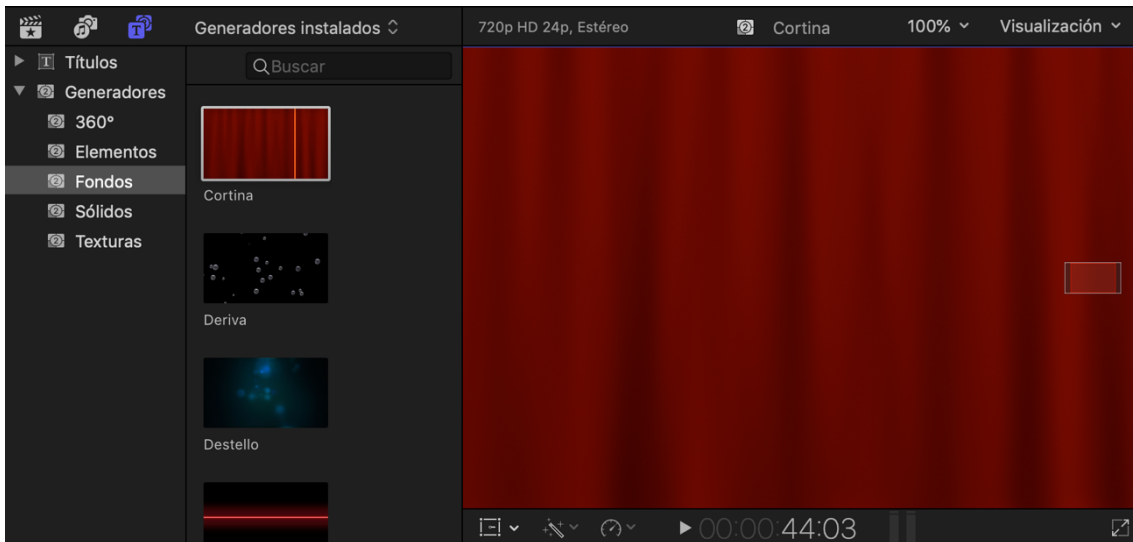 Generadores instalados
720p HD 24p, Estéreo
Cortina
100%
Visualización
Títulos
Generadores
360°
Elementos
Fondos
Sólidos
Texturas
Buscar
Cortina
Deriva
Destello
00:00:44:03